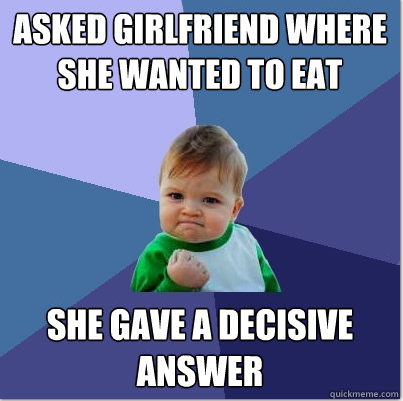 ASKED GIRLFRIEND WHERE
SHE WANTED TO EAT
SHE GAVE A DECISIVE
ANSWER
quickmeme.com